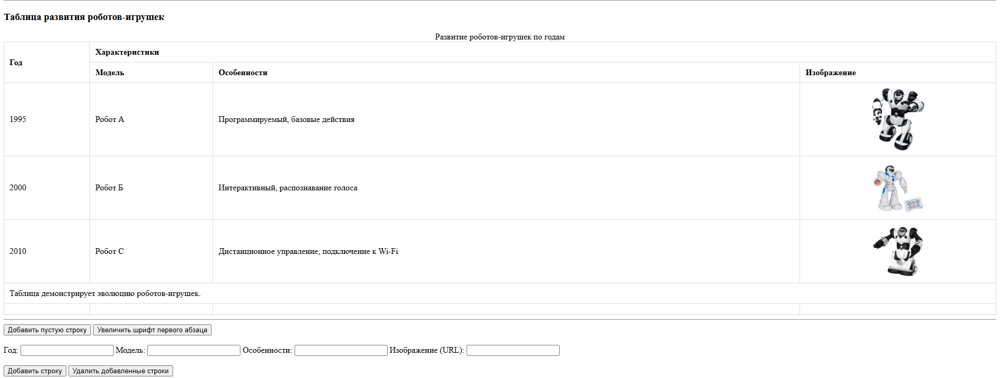 Таблица развития роботов-игрушек
Развитие роботов-игрушек по годам
Год
Характеристики
Модель
Особенности
Изображение
1995
Робот А
Программируемый, базовые действия
2000
Робот Б
Интерактивный, распознавание голоса
2010
Робот С
Дистанционное управление, подключение к Wi-Fi
Таблица демонстрирует эволюцию роботов-игрушек.
Добавить пустую строку Увеличить шрифт первого абзаца
Год: Модель: Особенности: Изображение (URL):
Добавить строку Удалить добавленные строки